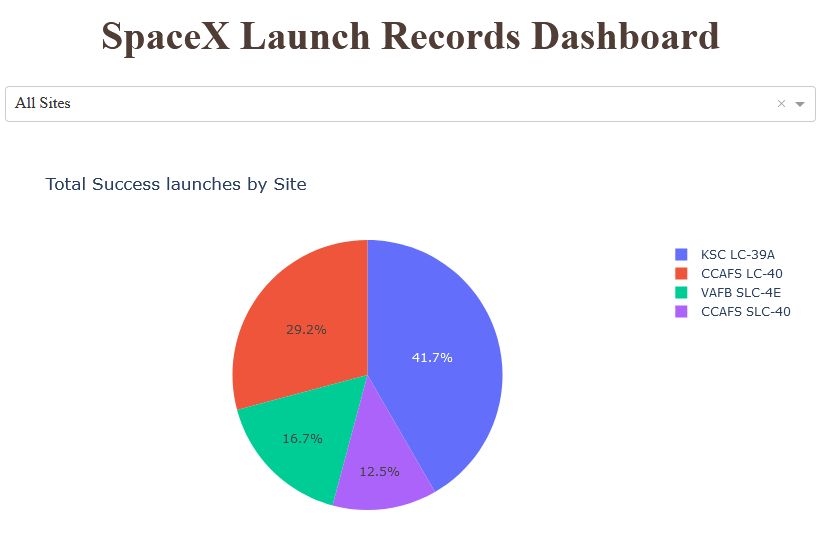 SpaceX Launch Records Dashboard
All Sites
Total Success launches by Site
KSC LC-39A
CCAFS LC-40
VAFB SLC-4E
CCAFS SLC-40
29.2%
41.7%
16.7%
12.5%